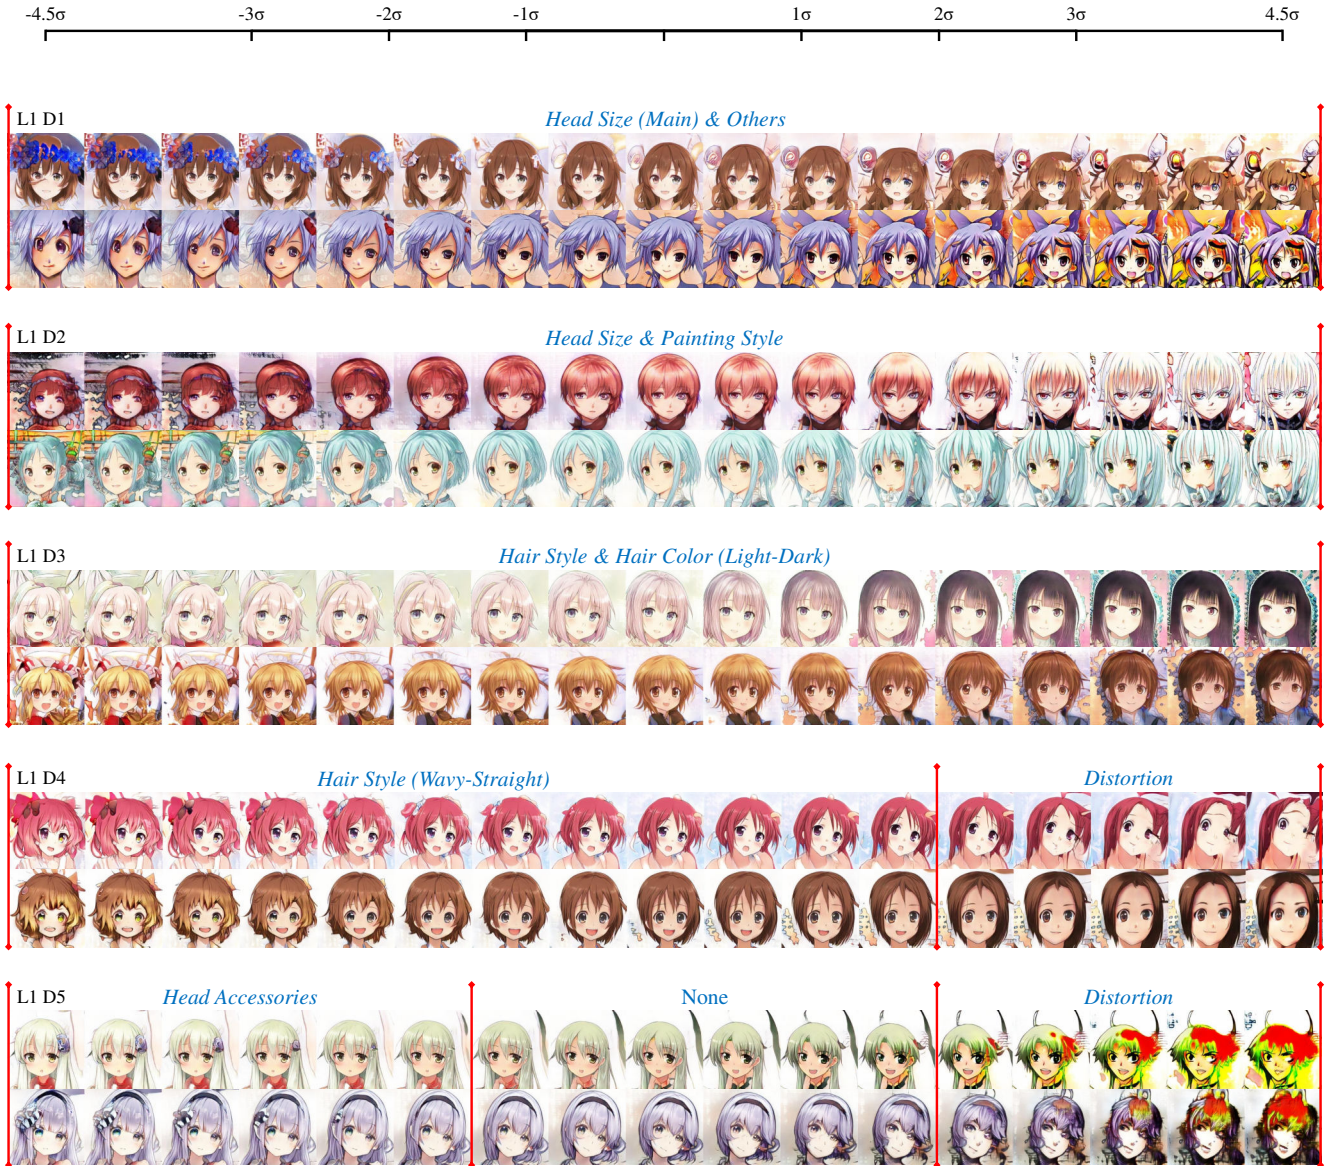 -4.5σ -3σ -2σ -1σ 1σ 2σ 3σ 4.5σ
L1 D1 Head Size (Main) & Others
L1 D2 Head Size & Painting Style
L1 D3 Hair Style & Hair Color (Light-Dark)
L1 D4 Hair Style (Wavy-Straight) Distortion
L1 D5 Head Accessories None Distortion